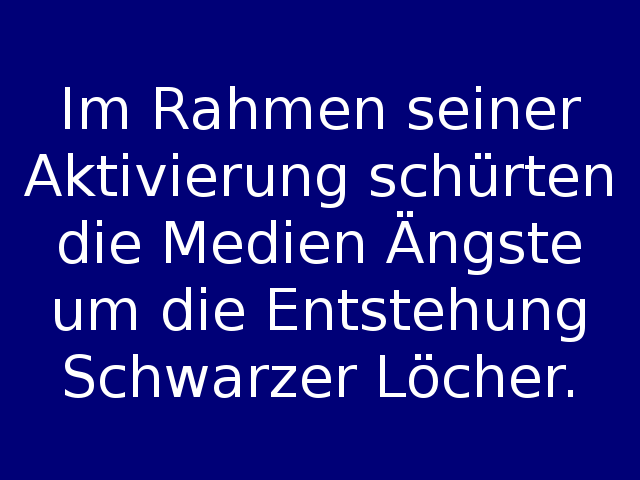 Im Rahmen seiner
Aktivierung schürten
die Medien Ängste
um die Entstehung
Schwarzer Löcher.